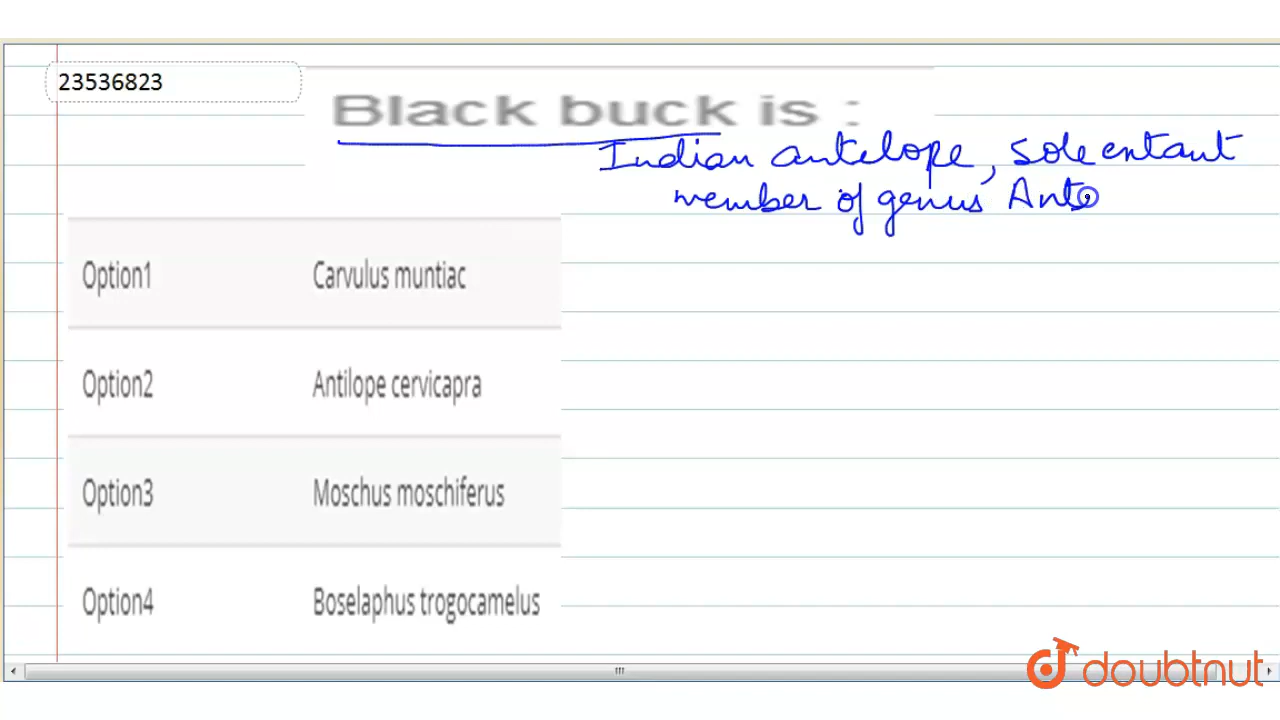 23536823
Black buck is :
Indian antelope, sole entant
member of genus Ante
Option1 Carvulus muntiac
Option2 Antilope cervicapra
Option3 Moschus moschiferus
Option4 Boselaphus trogocamelus
doubtnut